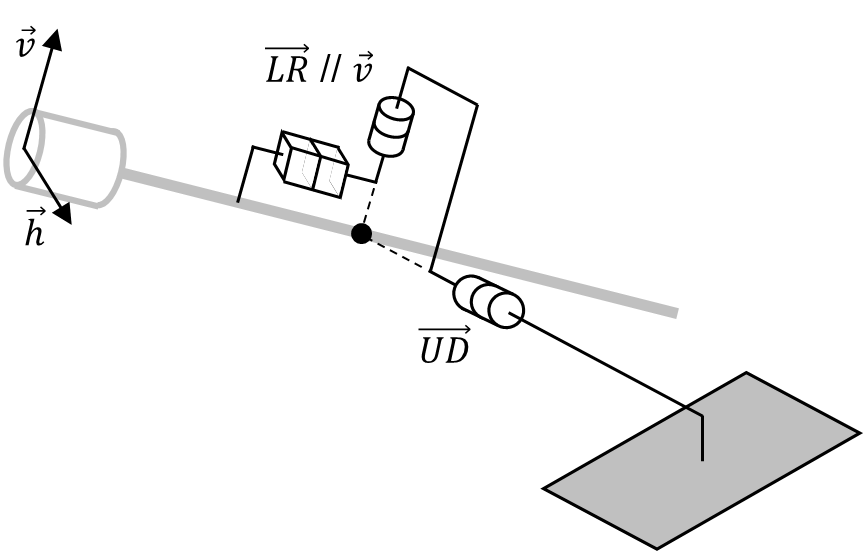 v⃗
LR⃗ // v⃗
h⃗
UD⃗